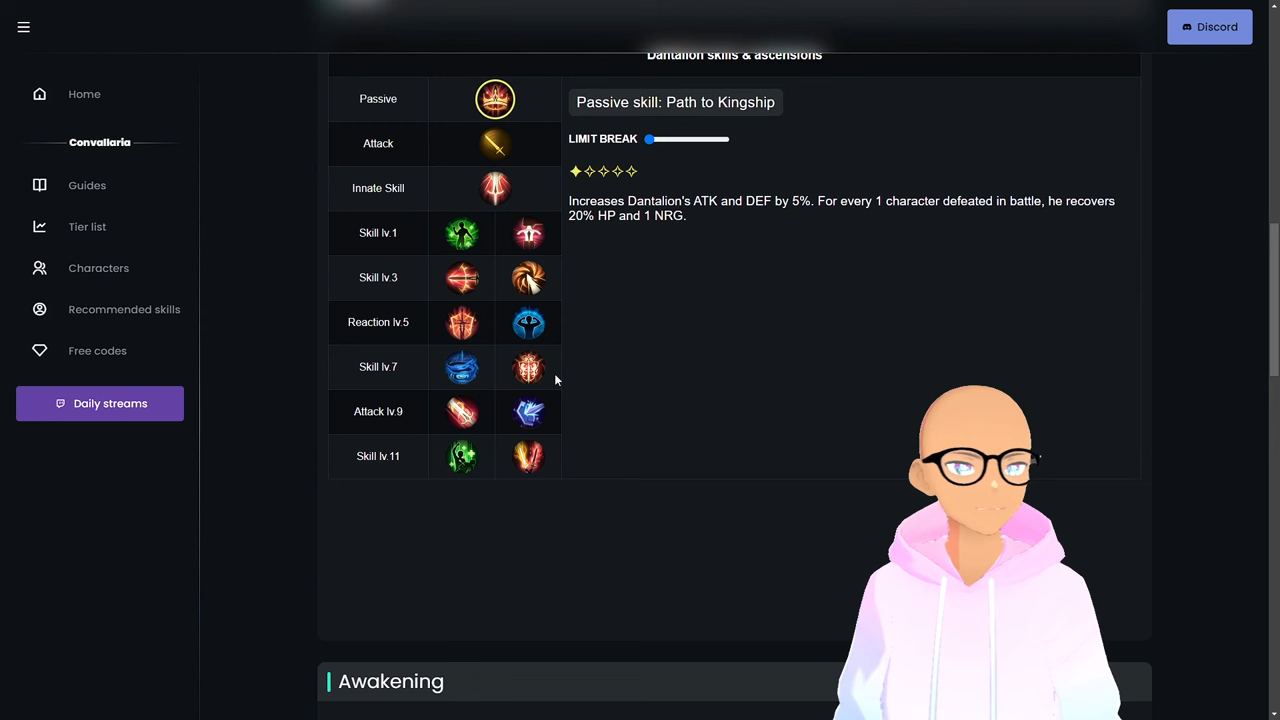 Discord
Home
Convallaria
Guides
Tier list
Characters
Recommended skills
Free codes
Daily streams
Dantalion skills & ascensions
Passive
Attack
Innate Skill
Skill lv.1
Skill lv.3
Reaction lv.5
Skill lv.7
Attack lv.9
Skill lv.11
Passive skill: Path to Kingship
LIMIT BREAK
Increases Dantalion's ATK and DEF by 5%. For every 1 character defeated in battle, he recovers
20% HP and 1 NRG.
Awakening